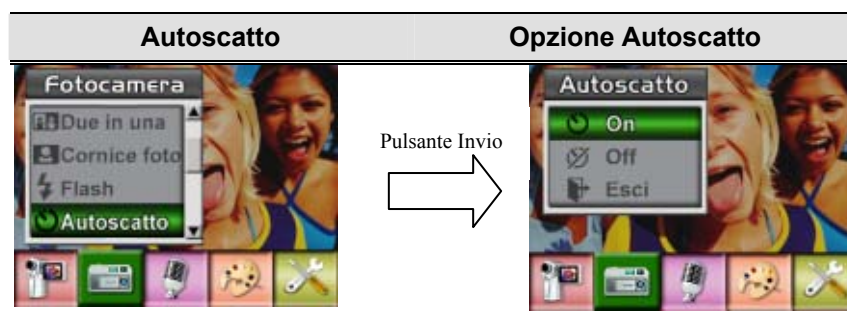 Autoscatto
Opzione Autoscatto
Fotocamera
Due in una
Cornice foto
Flash
Autoscatto
Pulsante Invio
Autoscatto
On
Off
Esci